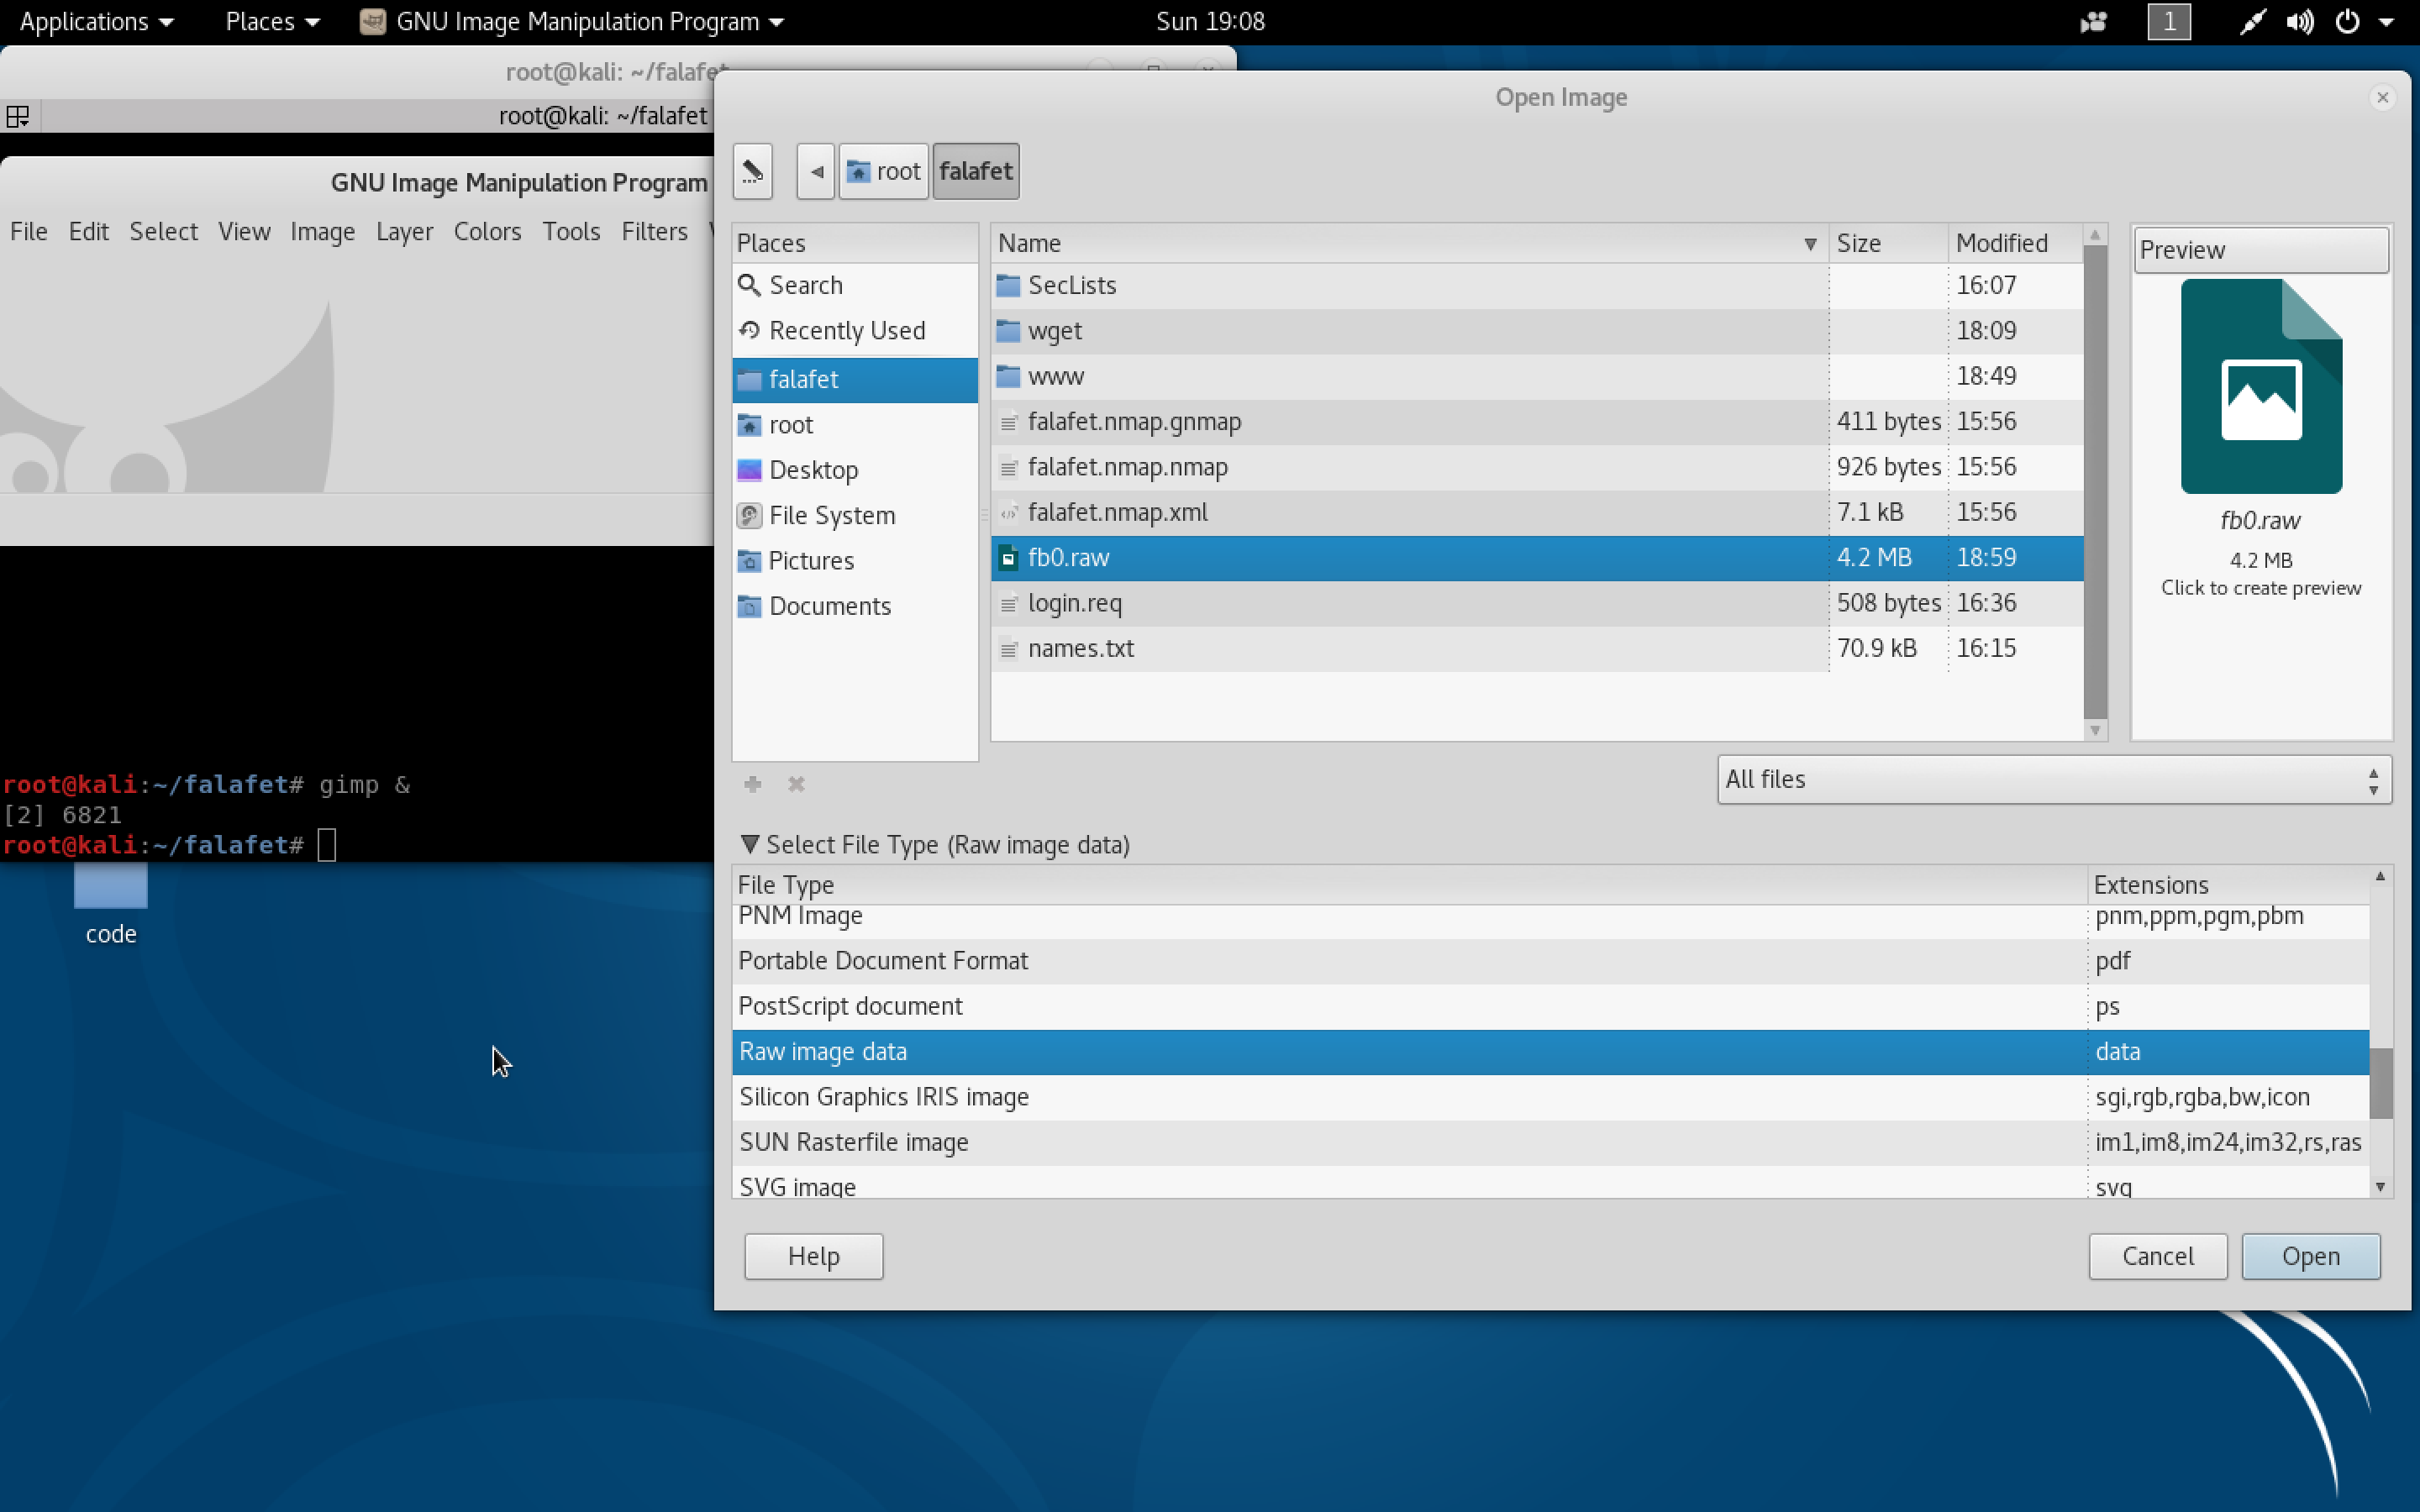 Applications Places GNU Image Manipulation Program Sun 19:08 1
root@kali: ~/falafet
root@kali: ~/falafet
GNU Image Manipulation Program
File Edit Select View Image Layer Colors Tools Filters
root@kali:~/falafet# gimp &
[2] 6821
root@kali:~/falafet#
code
Open Image
root falafet
Places
Search
Recently Used
falafet
root
Desktop
File System
Pictures
Documents
Name Size Modified
SecLists 16:07
wget 18:09
www 18:49
falafet.nmap.gnmap 411 bytes 15:56
falafet.nmap.nmap 926 bytes 15:56
falafet.nmap.xml 7.1 kB 15:56
fb0.raw 4.2 MB 18:59
login.req 508 bytes 16:36
names.txt 70.9 kB 16:15
Preview
fb0.raw
4.2 MB
Click to create preview
All files
Select File Type (Raw image data)
File Type Extensions
PNM Image pnm,ppm,pgm,pbm
Portable Document Format pdf
PostScript document ps
Raw image data data
Silicon Graphics IRIS image sgi,rgb,rgba,bw,icon
SUN Rasterfile image im1,im8,im24,im32,rs,ras
SVG image svg
Help Cancel Open